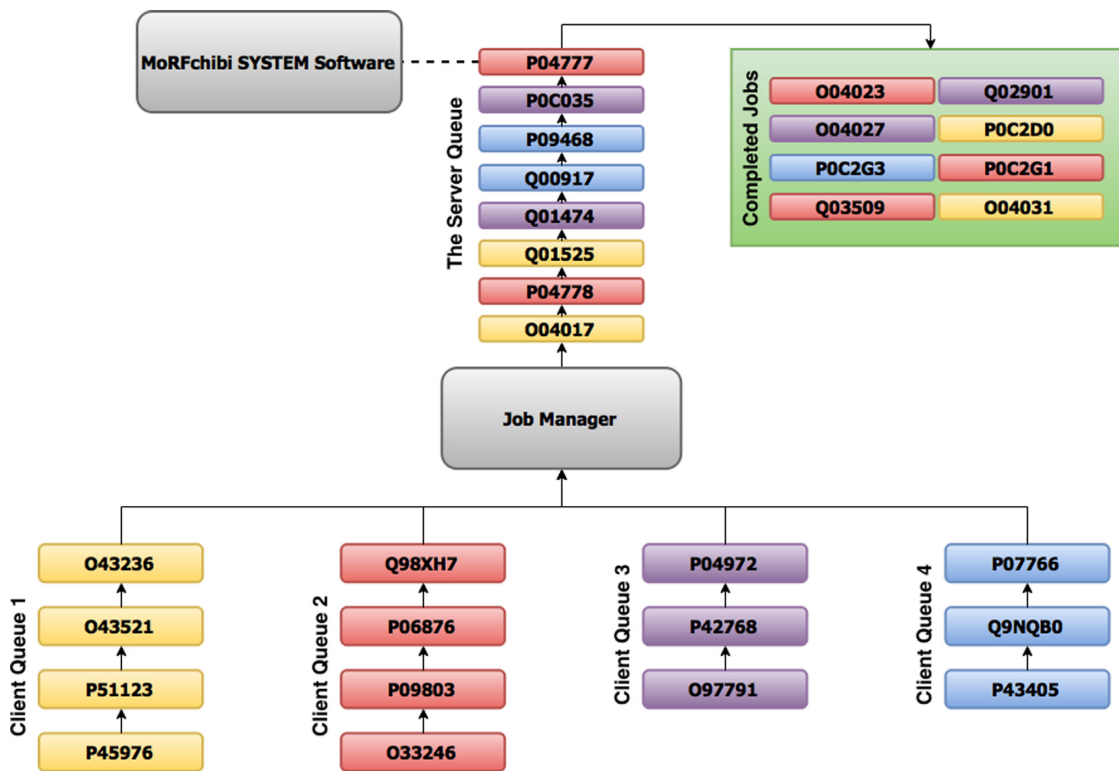 MoRFchibi SYSTEM Software
The Server Queue
P04777
P0C035
P09468
Q00917
Q01474
Q01525
P04778
O04017
Completed Jobs
O04023
Q02901
O04027
P0C2D0
P0C2G3
P0C2G1
Q03509
O04031
Job Manager
Client Queue 1
O43236
O43521
P51123
P45976
Client Queue 2
Q98XH7
P06876
P09803
O33246
Client Queue 3
P04972
P42768
O97791
Client Queue 4
P07766
Q9NQB0
P43405